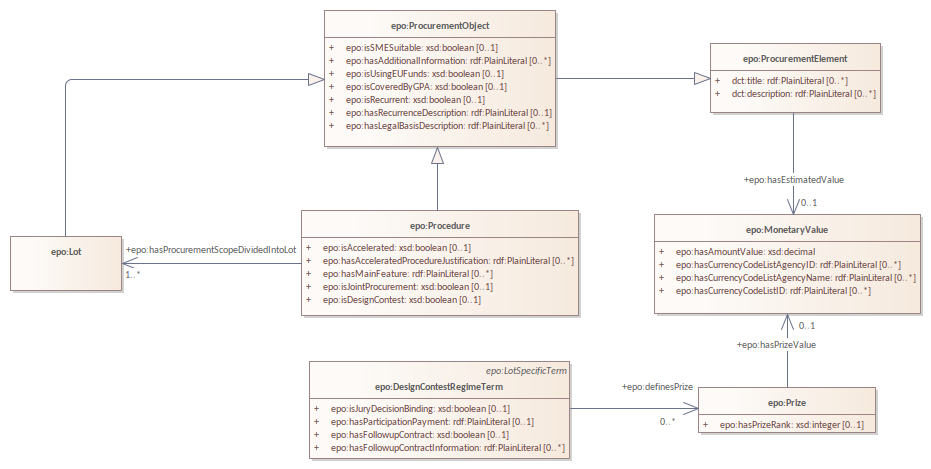 epo:ProcurementObject
+ epo:isSMESuitable: xsd:boolean [0..1]
+ epo:hasAdditionalInformation: rdf:PlainLiteral [0..*]
+ epo:isUsingEUFunds: xsd:boolean [0..1]
+ epo:isCoveredByGPA: xsd:boolean [0..1]
+ epo:isRecurrent: xsd:boolean [0..1]
+ epo:hasRecurrenceDescription: rdf:PlainLiteral [0..1]
+ epo:hasLegalBasisDescription: rdf:PlainLiteral [0..*]
epo:ProcurementElement
+ dct:title: rdf:PlainLiteral [0..*]
+ dct:description: rdf:PlainLiteral [0..*]
+epo:hasEstimatedValue
0..1
epo:Lot
+epo:hasProcurementScopeDividedIntoLot
1..*
epo:Procedure
+ epo:isAccelerated: xsd:boolean [0..1]
+ epo:hasAcceleratedProcedureJustification: rdf:PlainLiteral [0..*]
+ epo:hasMainFeature: rdf:PlainLiteral [0..*]
+ epo:isJointProcurement: xsd:boolean [0..1]
+ epo:isDesignContest: xsd:boolean [0..1]
epo:MonetaryValue
+ epo:hasAmountValue: xsd:decimal
+ epo:hasCurrencyCodeListAgencyID: rdf:PlainLiteral [0..*]
+ epo:hasCurrencyCodeListAgencyName: rdf:PlainLiteral [0..*]
+ epo:hasCurrencyCodeListID: rdf:PlainLiteral [0..*]
0..1
+epo:hasPrizeValue
epo:LotSpecificTerm
epo:DesignContestRegimeTerm
+ epo:isJuryDecisionBinding: xsd:boolean [0..1]
+ epo:hasParticipationPayment: rdf:PlainLiteral [0..1]
+ epo:hasFollowupContract: xsd:boolean [0..1]
+ epo:hasFollowupContractInformation: rdf:PlainLiteral [0..*]
+epo:definesPrize
0..*
epo:Prize
+ epo:hasPrizeRank: xsd:integer [0..1]